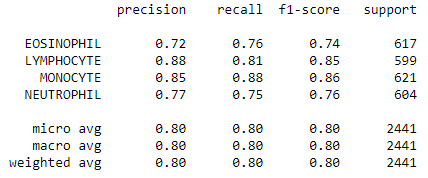 precision recall f1-score support
EOSINOPHIL 0.72 0.76 0.74 617
LYMPHOCYTE 0.88 0.81 0.85 599
MONOCYTE 0.85 0.88 0.86 621
NEUTROPHIL 0.77 0.75 0.76 604
micro avg 0.80 0.80 0.80 2441
macro avg 0.80 0.80 0.80 2441
weighted avg 0.80 0.80 0.80 2441